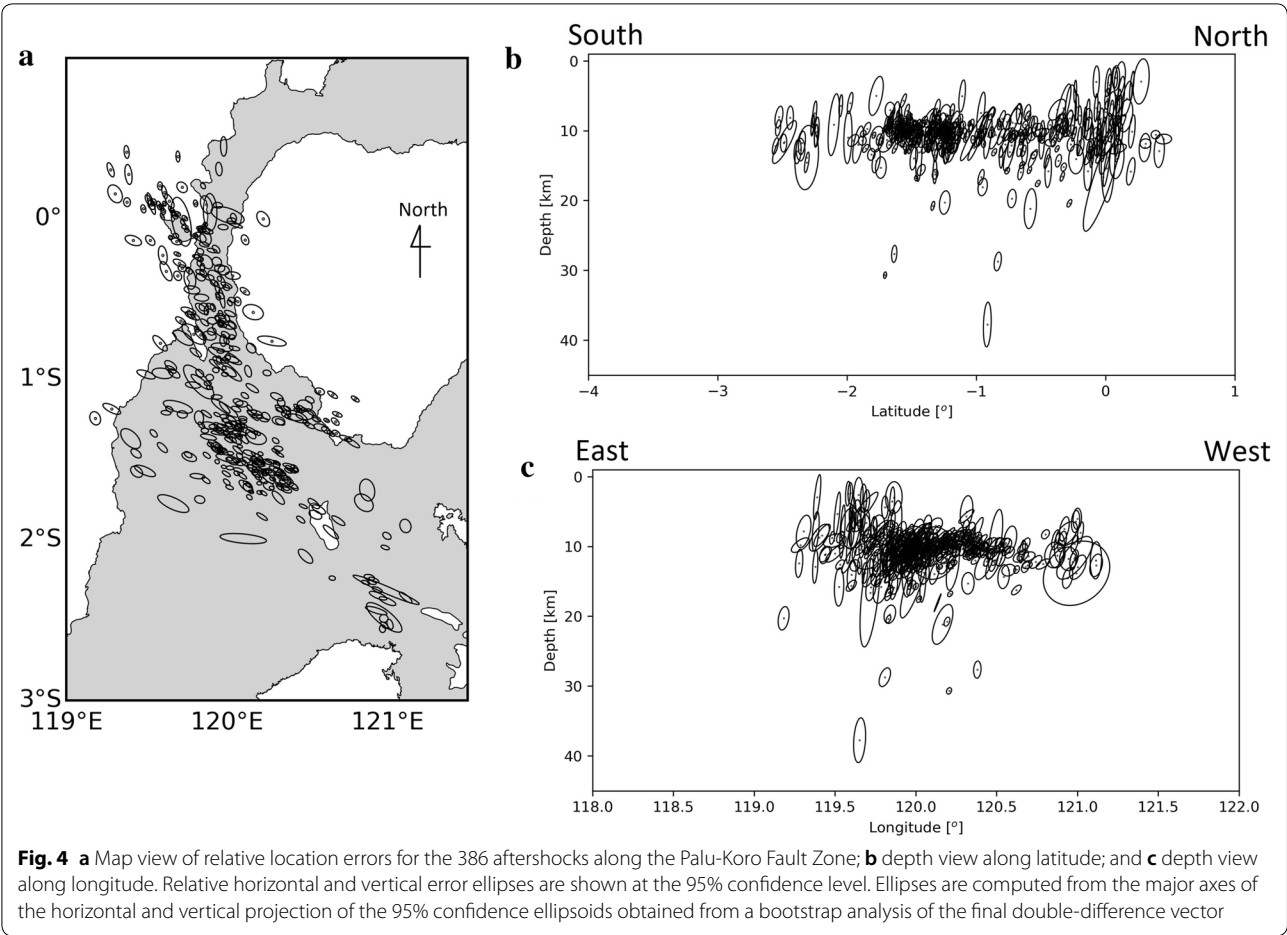 a
0°
1°S
2°S
3°S
119°E 120°E 121°E
North
b
South North
0
10
20
30
40
Depth [km]
−4 −3 −2 −1 0 1
Latitude [°]
c
East West
0
10
20
30
40
Depth [km]
118.0 118.5 119.0 119.5 120.0 120.5 121.0 121.5 122.0
Longitude [°]
Fig. 4 a Map view of relative location errors for the 386 aftershocks along the Palu-Koro Fault Zone; b depth view along latitude; and c depth view
along longitude. Relative horizontal and vertical error ellipses are shown at the 95% confidence level. Ellipses are computed from the major axes of
the horizontal and vertical projection of the 95% confidence ellipsoids obtained from a bootstrap analysis of the final double-difference vector